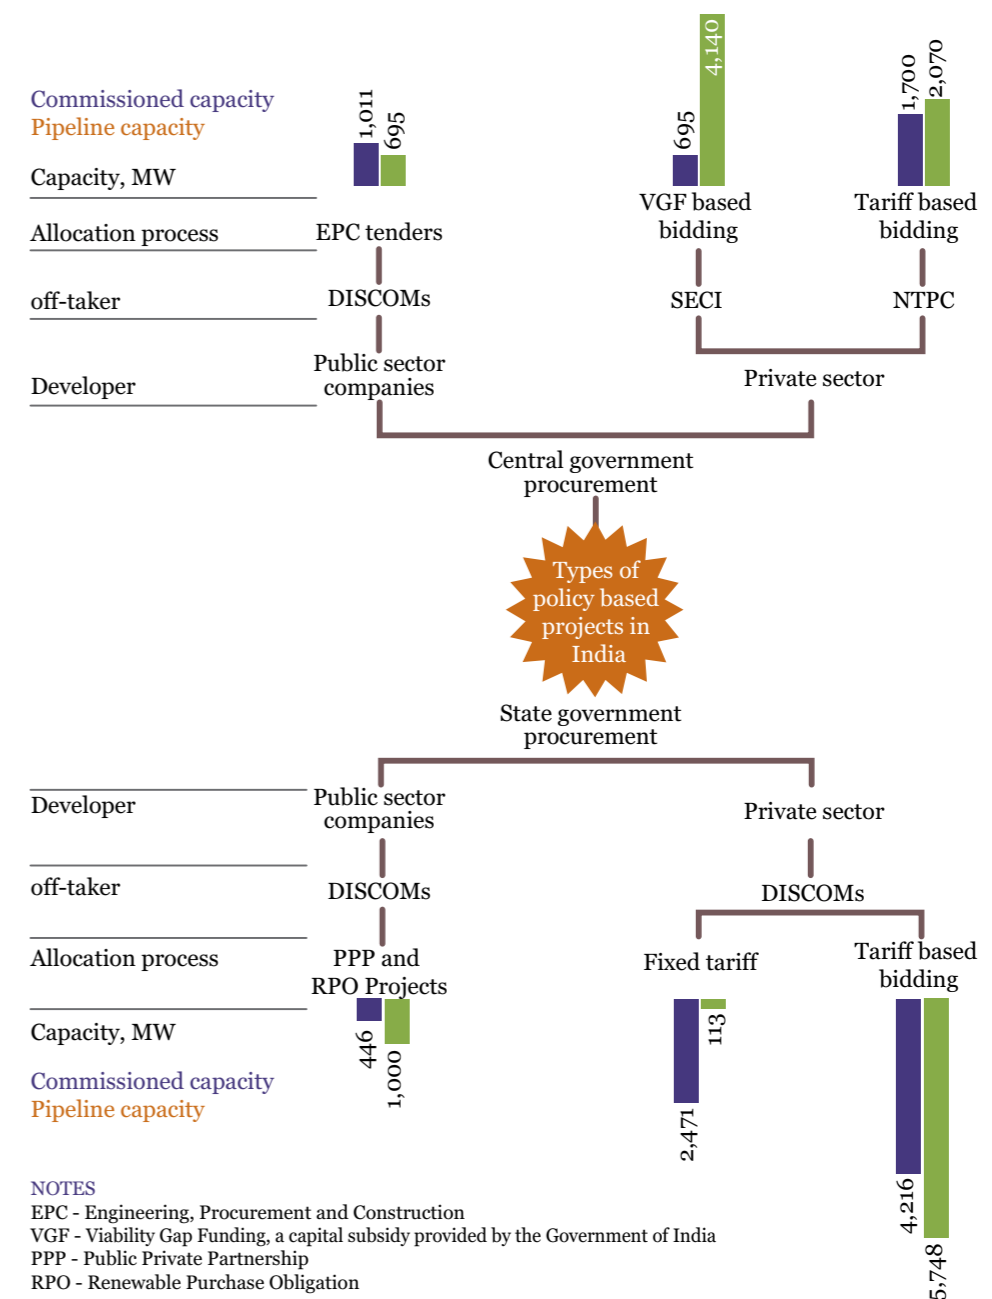 1,011
695
695
4,140
1,700
2,070
Commissioned capacity
Pipeline capacity
Capacity, MW
VGF based
bidding
Tariff based
bidding
Allocation process
EPC tenders
off-taker
DISCOMs
SECI
NTPC
Developer
Public sector
companies
Private sector
Central government
procurement
Types of
policy based
projects in
India
State government
procurement
Developer
Public sector
companies
Private sector
off-taker
DISCOMs
DISCOMs
Allocation process
PPP and
RPO Projects
Fixed tariff
Tariff based
bidding
Capacity, MW
446
1,000
2,471
113
4,216
5,748
Commissioned capacity
Pipeline capacity
NOTES
EPC - Engineering, Procurement and Construction
VGF - Viability Gap Funding, a capital subsidy provided by the Government of India
PPP - Public Private Partnership
RPO - Renewable Purchase Obligation